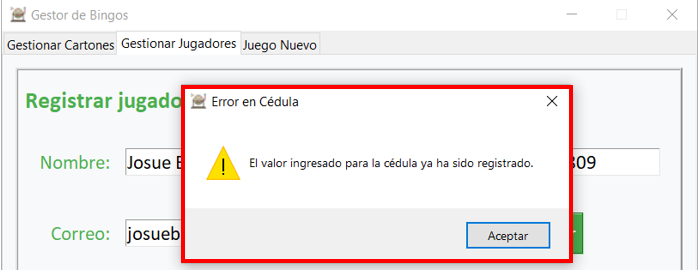 Gestor de Bingos
Gestionar Cartones Gestionar Jugadores Juego Nuevo
Registrar jugado
Error en Cédula
Nombre: Josue
El valor ingresado para la cédula ya ha sido registrado.
309
Correo: josueb
Aceptar